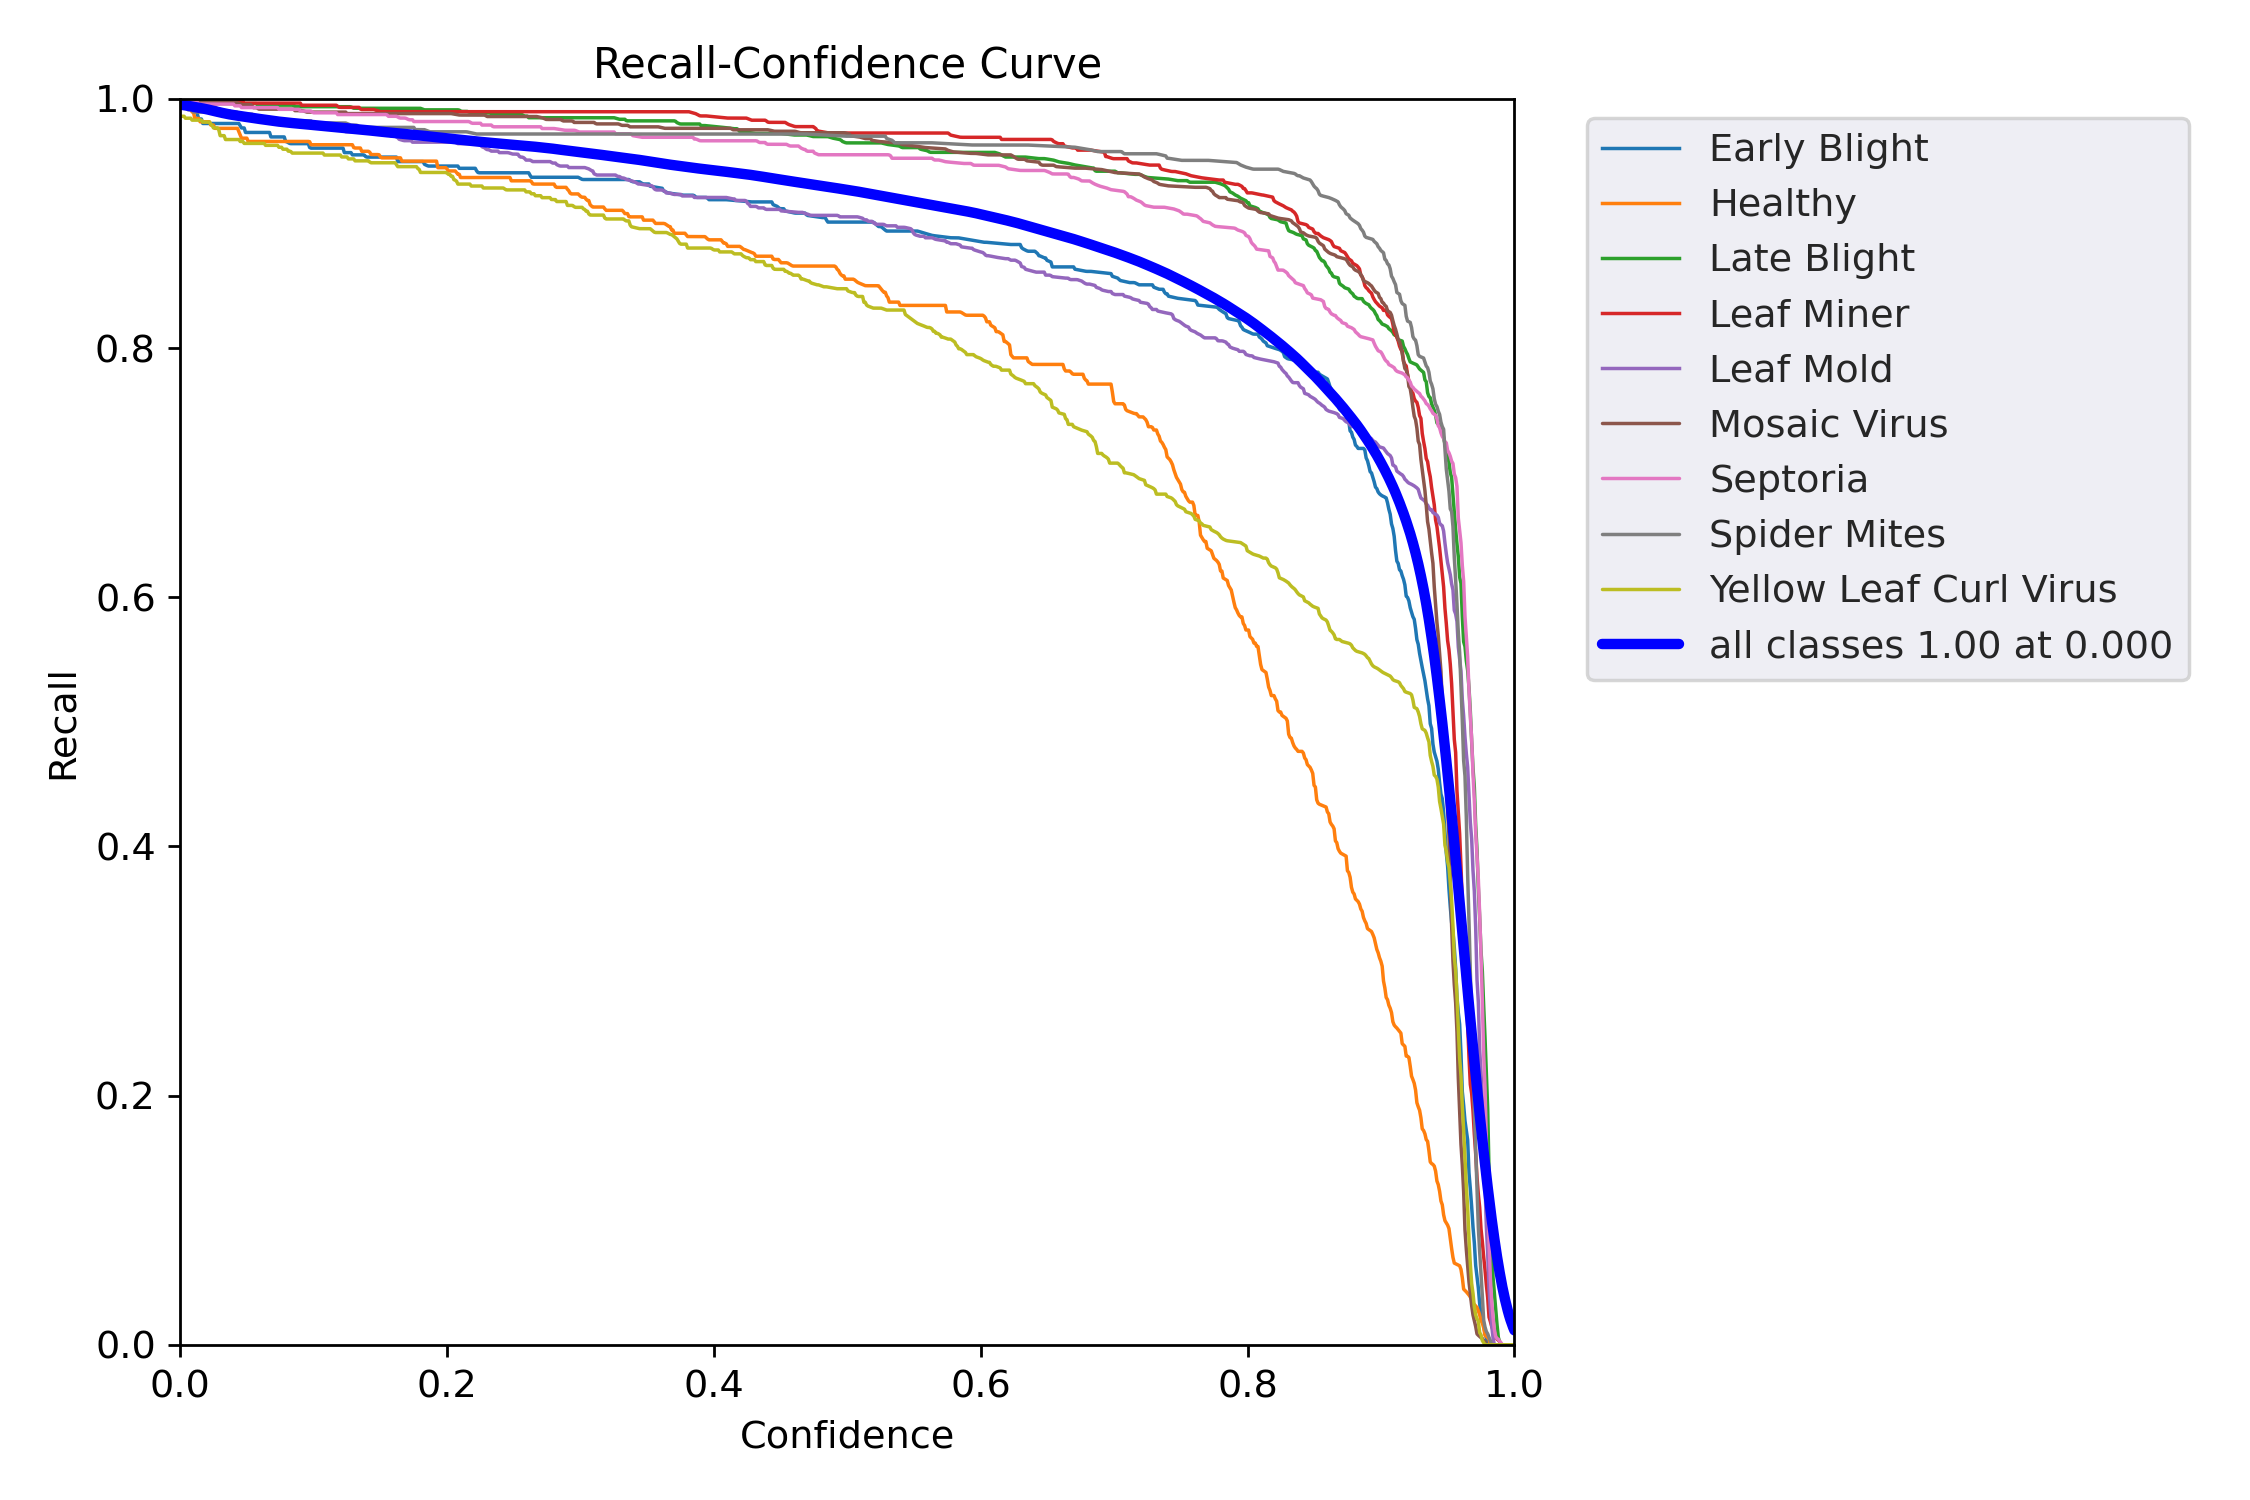 Recall-Confidence Curve
1.0
0.8
0.6
0.4
0.2
0.0
Recall
0.0 0.2 0.4 0.6 0.8 1.0
Confidence
Early Blight
Healthy
Late Blight
Leaf Miner
Leaf Mold
Mosaic Virus
Septoria
Spider Mites
Yellow Leaf Curl Virus
all classes 1.00 at 0.000